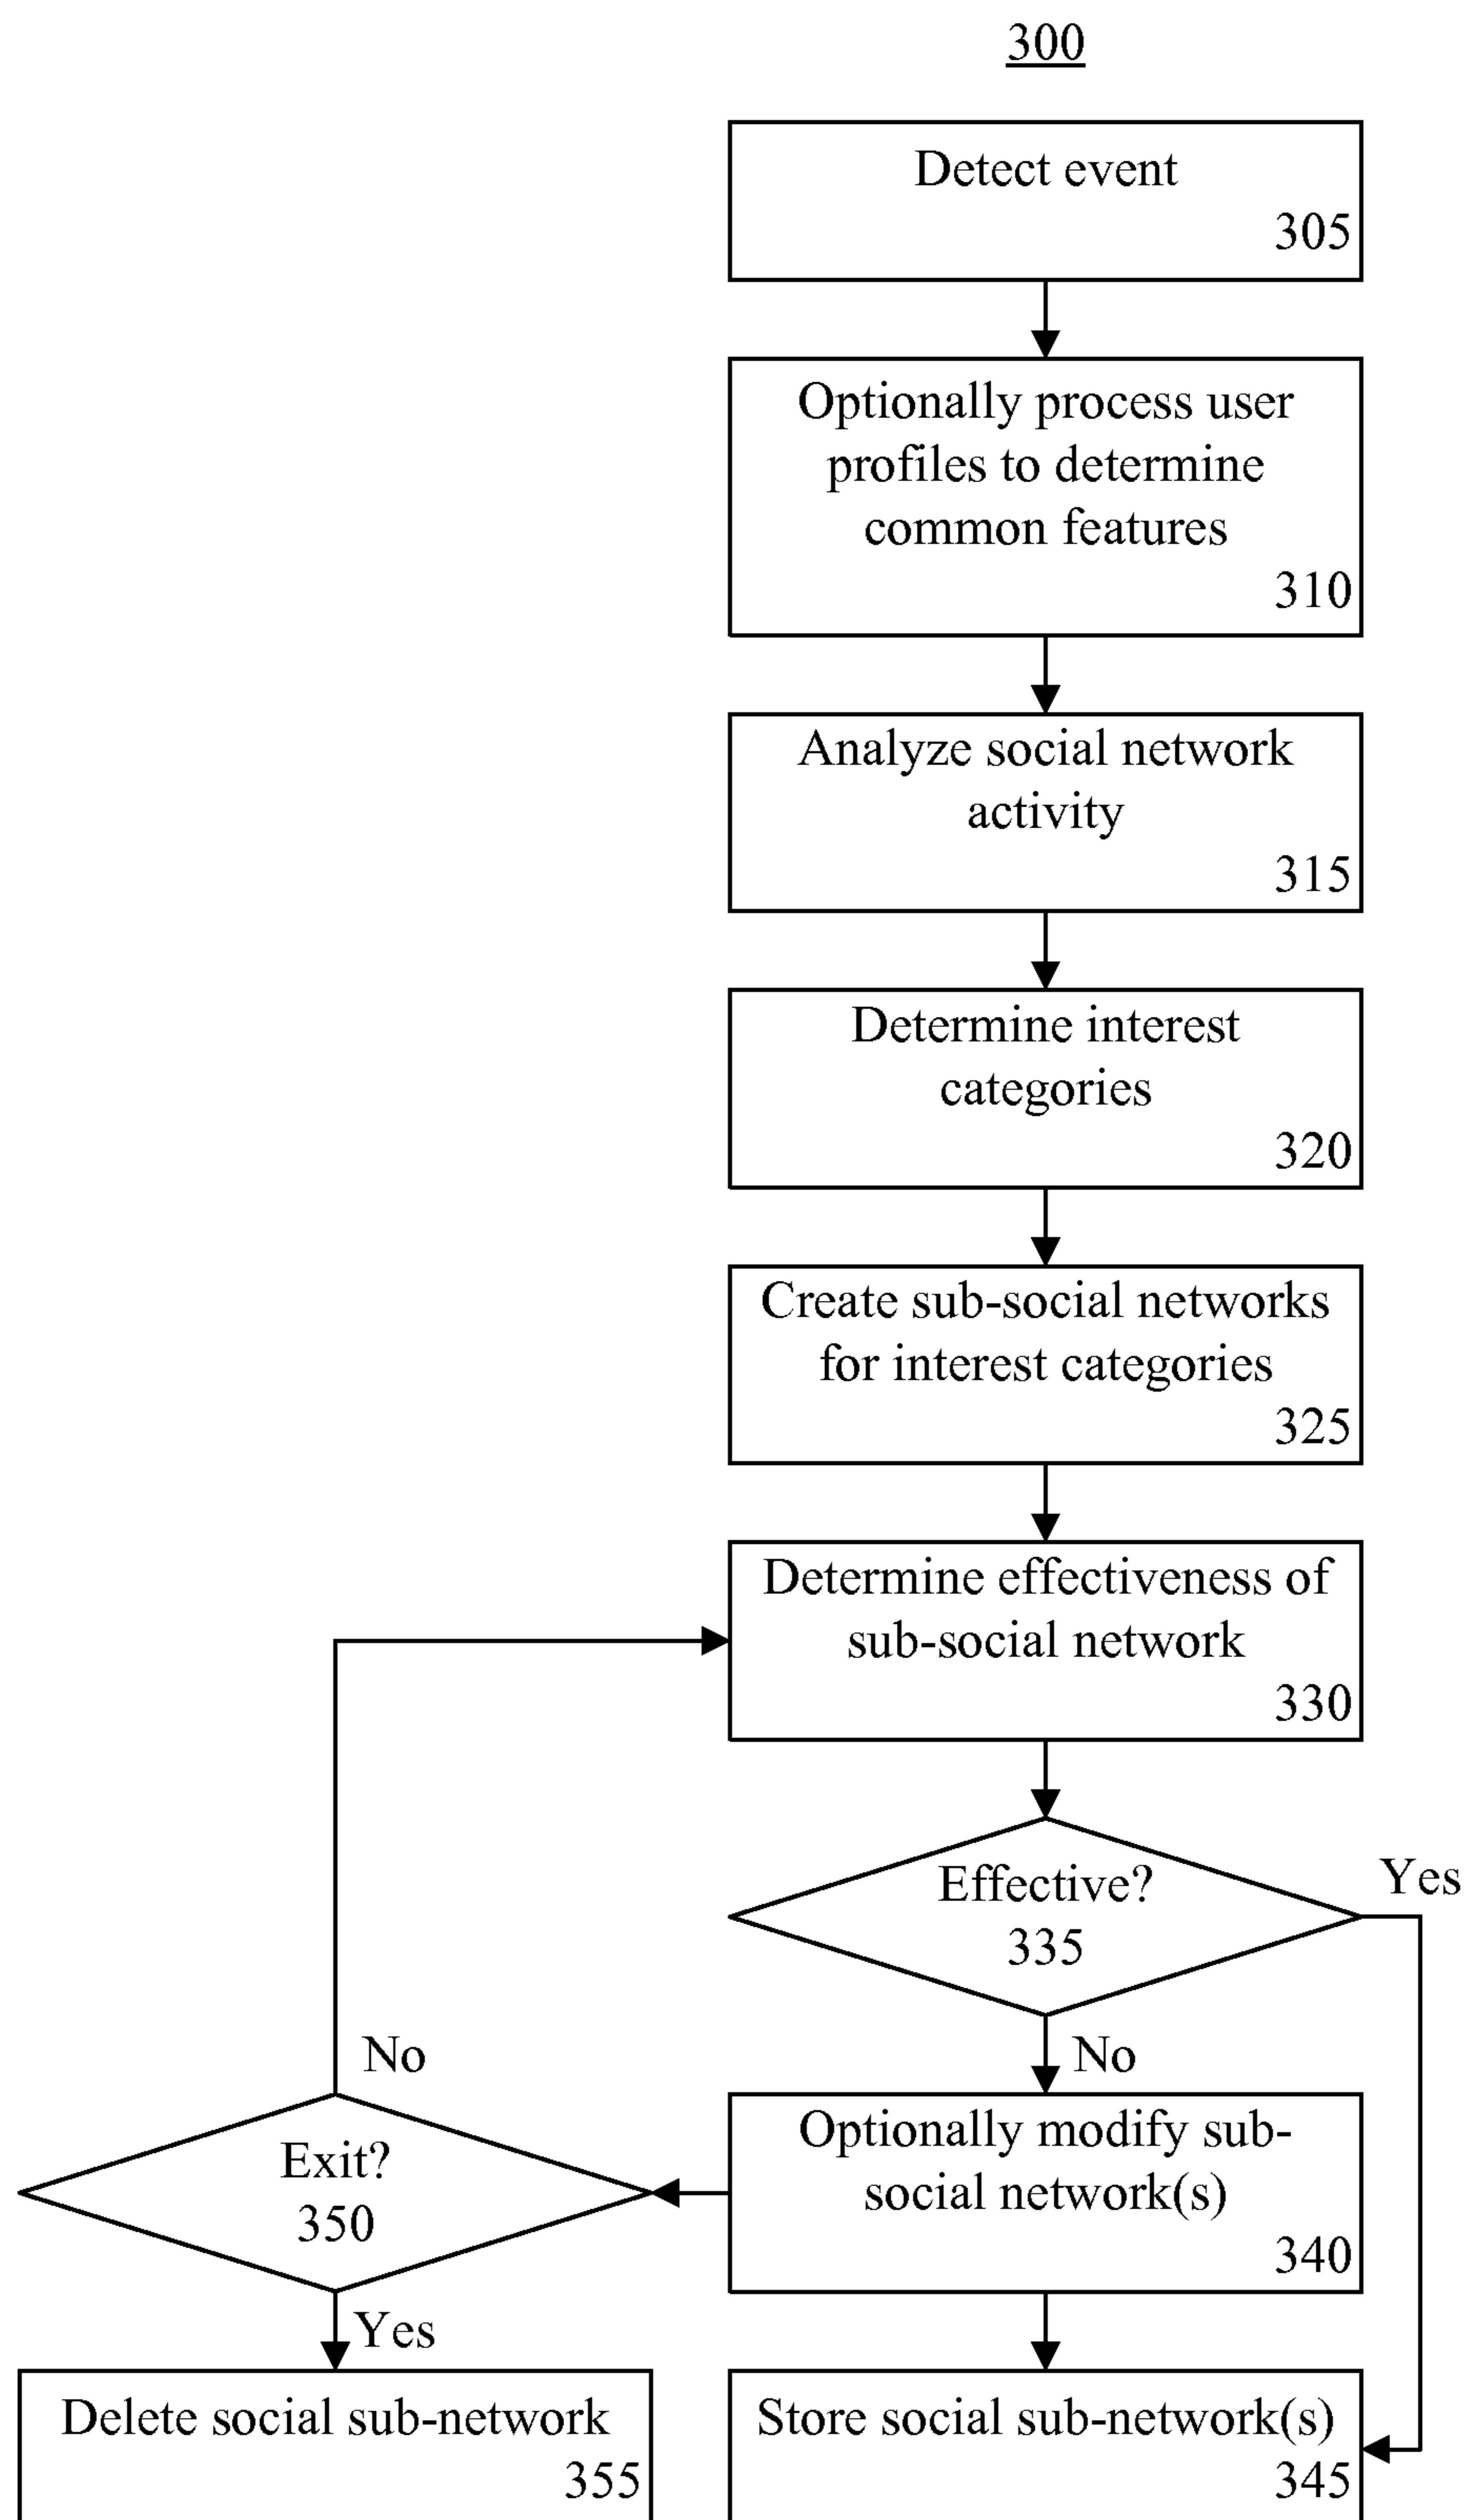 300
Detect event
305
Optionally process user
profiles to determine
common features
310
Analyze social network
activity
315
Determine interest
categories
320
Create sub-social networks
for interest categories
325
Determine effectiveness of
sub-social network
330
Effective?
335
Yes
No
No
Optionally modify sub-
social network(s)
340
Exit?
350
Yes
Delete social sub-network
355
Store social sub-network(s)
345